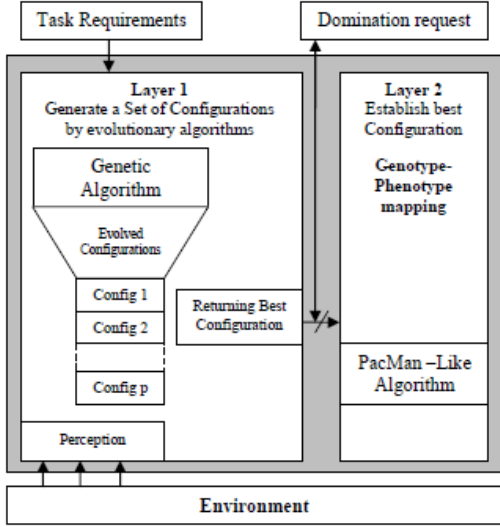 Task Requirements
Domination request
Layer 1
Generate a Set of Configurations
by evolutionary algorithms
Genetic
Algorithm
Evolved
Configurations
Config 1
Config 2
Config p
Returning Best
Configuration
Perception
Layer 2
Establish best
Configuration
Genotype-
Phenotype
mapping
PacMan –Like
Algorithm
Environment